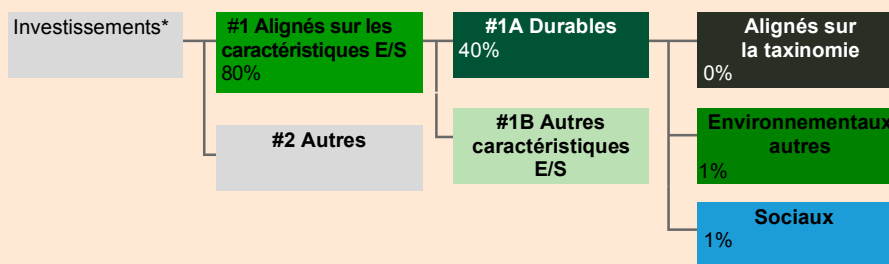 Investissements*
#1 Alignés sur les
caractéristiques E/S
80%
#2 Autres
#1A Durables
40%
#1B Autres
caractéristiques
E/S
Alignés sur
la taxinomie
0%
Environnementaux
autres
1%
Sociaux
1%